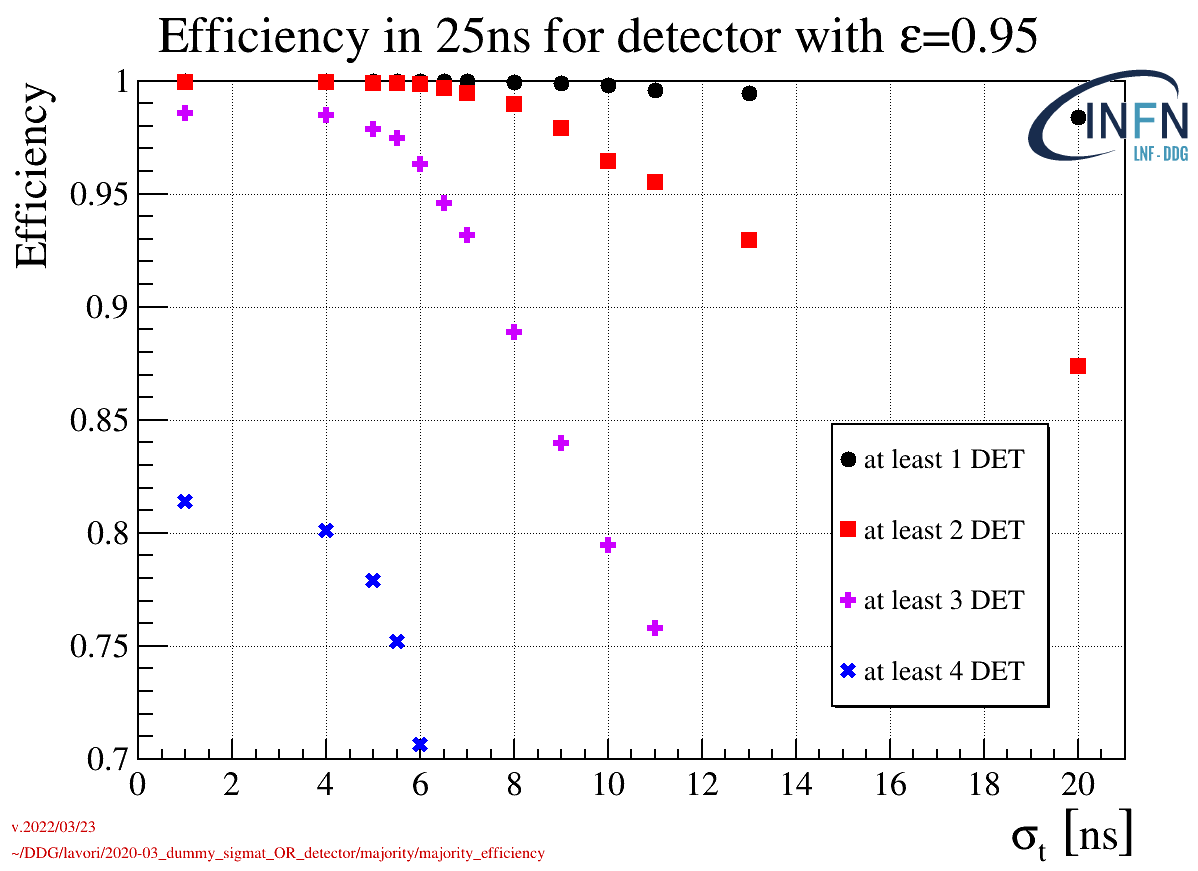 Efficiency in 25ns for detector with ε=0.95
Efficiency
1
0.95
0.9
0.85
0.8
0.75
0.7
0 2 4 6 8 10 12 14 16 18 20
σt [ns]
INFN
LNF - DDG
at least 1 DET
at least 2 DET
at least 3 DET
at least 4 DET
v.2022/03/23
~/DDG/lavori/2020-03_dummy_sigmat_OR_detector/majority/majority_efficiency